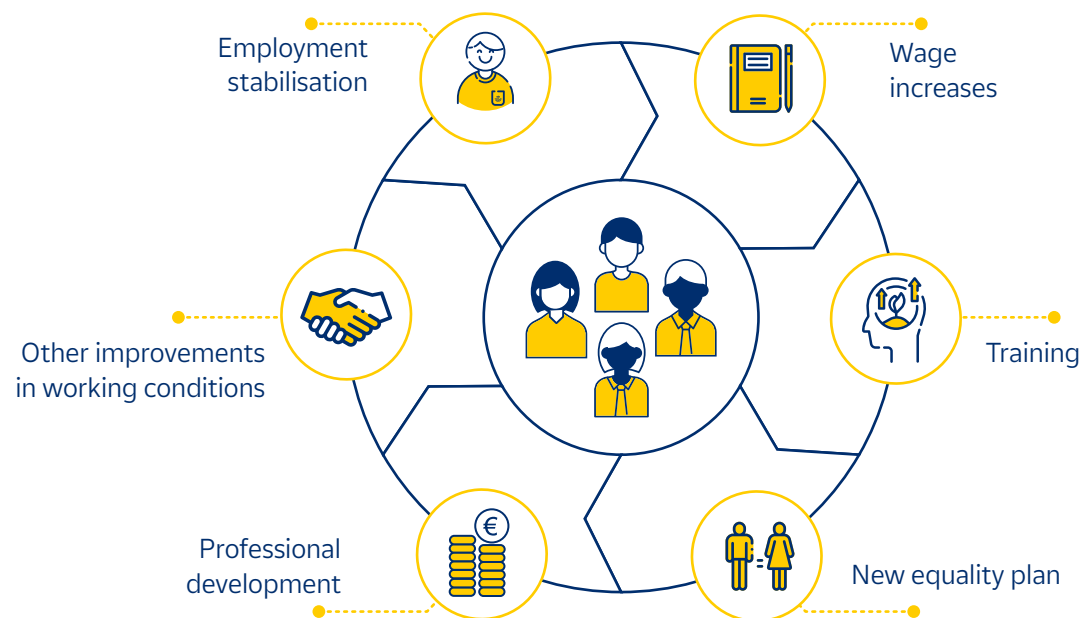 Employment
stabilisation
Wage
increases
Training
New equality plan
€
Professional
development
Other improvements
in working conditions